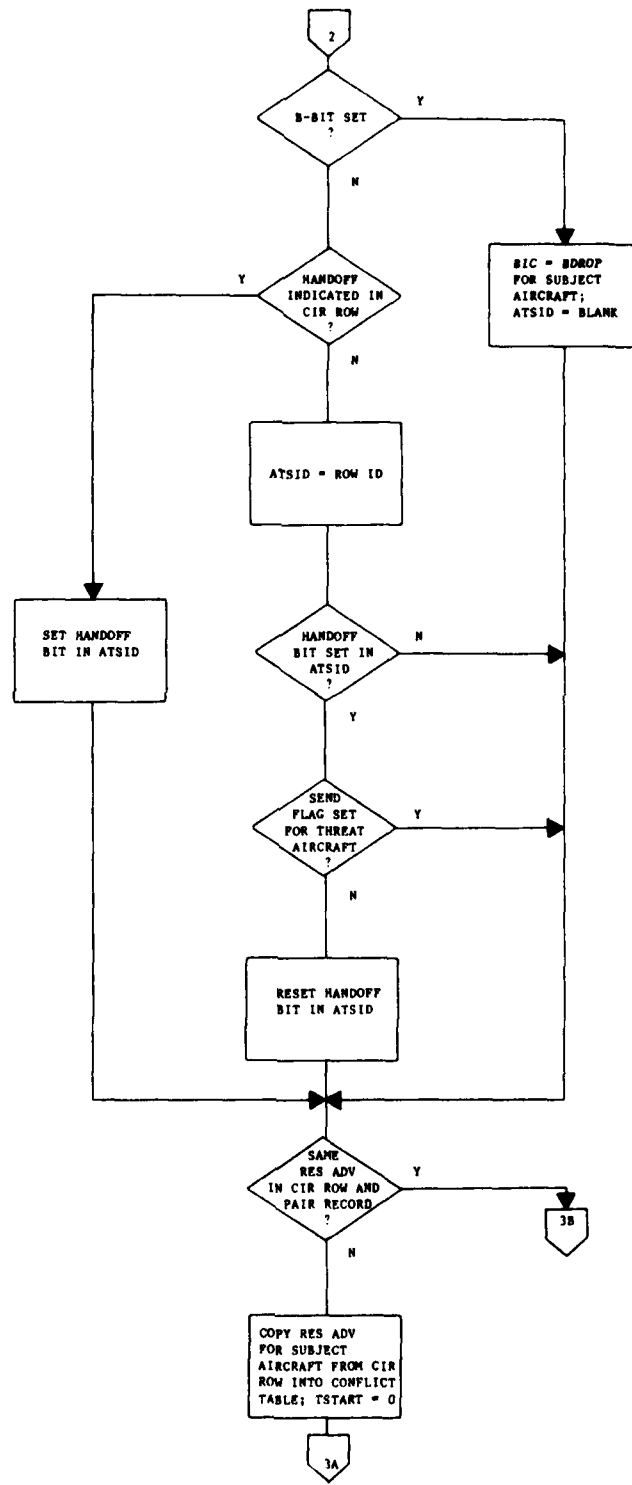 2
B-BIT SET
?
Y
N
BIC = BDROP
FOR SUBJECT
AIRCRAFT;
ATSID = BLANK
HANDOFF
INDICATED IN
CIR ROW
?
Y
N
ATSID = ROW ID
SET HANDOFF
BIT IN ATSID
HANDOFF
BIT SET IN
ATSID
?
N
Y
SEND
FLAG SET
FOR THREAT
AIRCRAFT
?
Y
N
RESET HANDOFF
BIT IN ATSID
SAME
RES ADV
IN CIR ROW AND
PAIR RECORD
?
Y
3B
N
COPY RES ADV
FOR SUBJECT
AIRCRAFT FROM CIR
ROW INTO CONFLICT
TABLE; TSTART = 0
3A